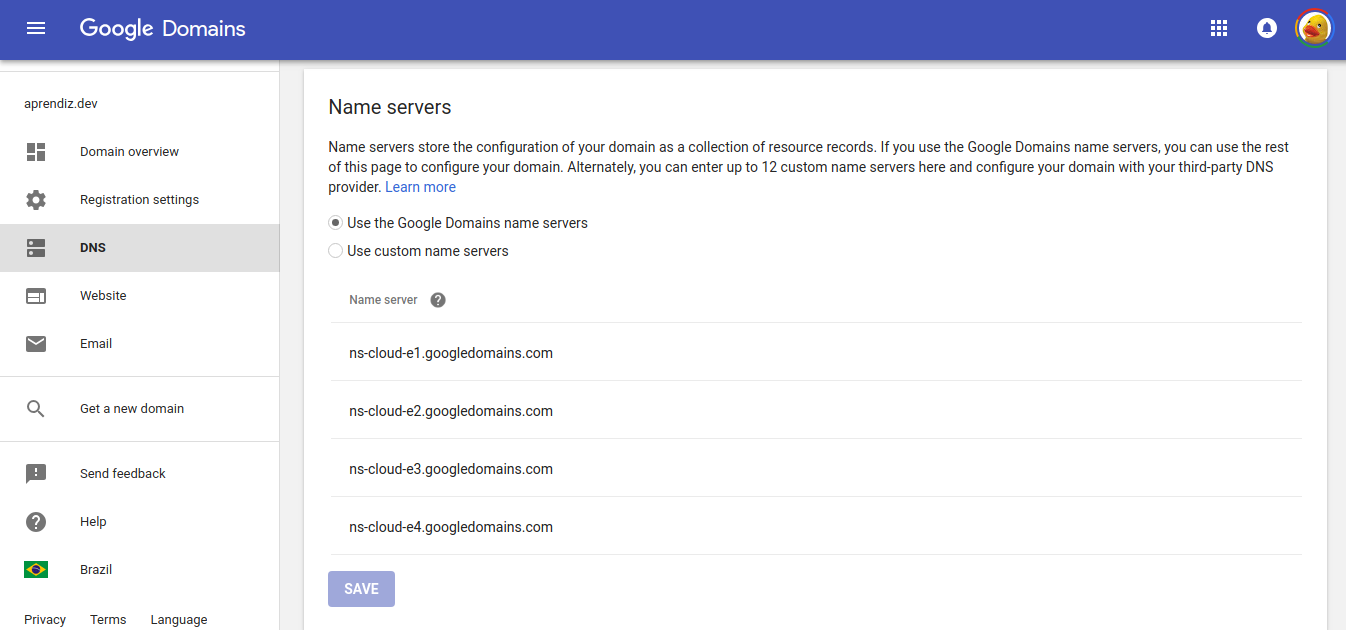 Google Domains
aprendiz.dev
Domain overview
Registration settings
DNS
Website
Email
Get a new domain
Send feedback
Help
Brazil
Privacy Terms Language
Name servers
Name servers store the configuration of your domain as a collection of resource records. If you use the Google Domains name servers, you can use the rest
of this page to configure your domain. Alternately, you can enter up to 12 custom name servers here and configure your domain with your third-party DNS
provider. Learn more
Use the Google Domains name servers
Use custom name servers
Name server ?
ns-cloud-e1.googledomains.com
ns-cloud-e2.googledomains.com
ns-cloud-e3.googledomains.com
ns-cloud-e4.googledomains.com
SAVE